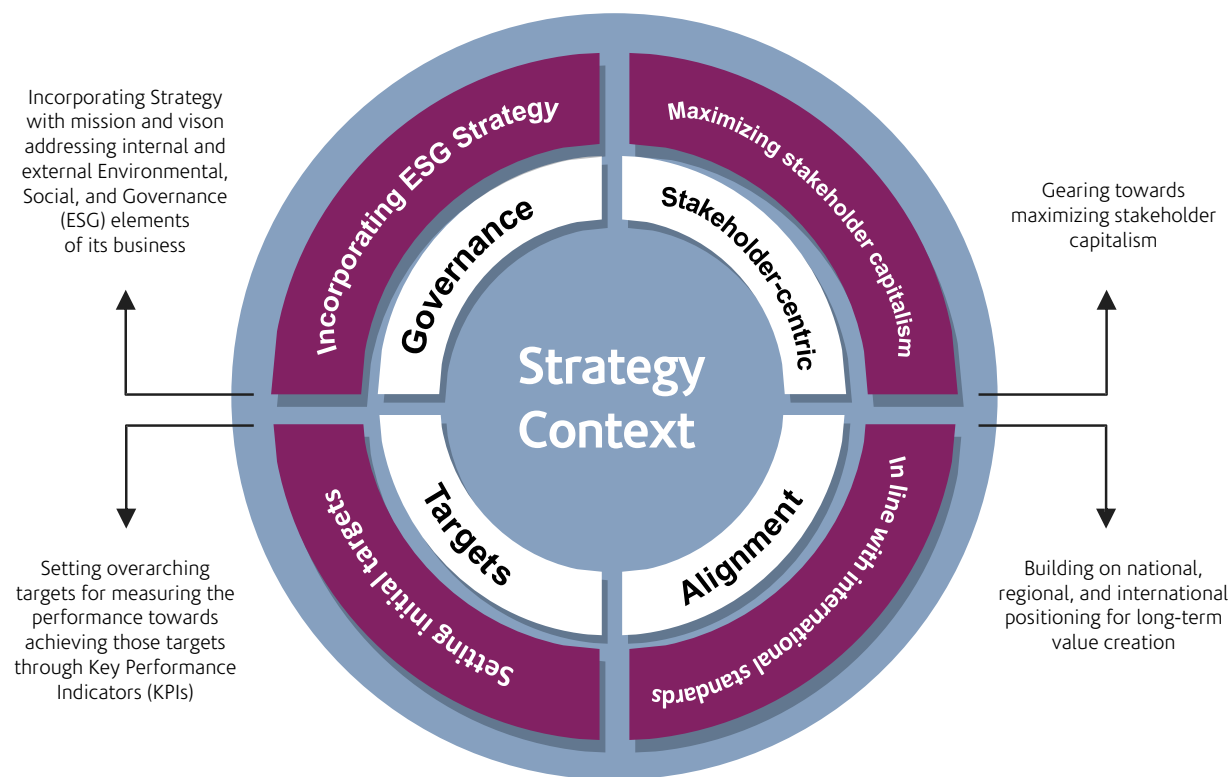 Incorporating Strategy
with mission and vison
addressing internal and
external Environmental,
Social, and Governance
(ESG) elements
of its business
Incorporating ESG Strategy
Governance
Maximizing stakeholder capitalism
Stakeholder-centric
Gearing towards
maximizing stakeholder
capitalism
Strategy
Context
Setting overarching
targets for measuring the
performance towards
achieving those targets
through Key Performance
Indicators (KPIs)
Setting initial targets
Targets
Alignment
In line with international standards
Building on national,
regional, and international
positioning for long-term
value creation